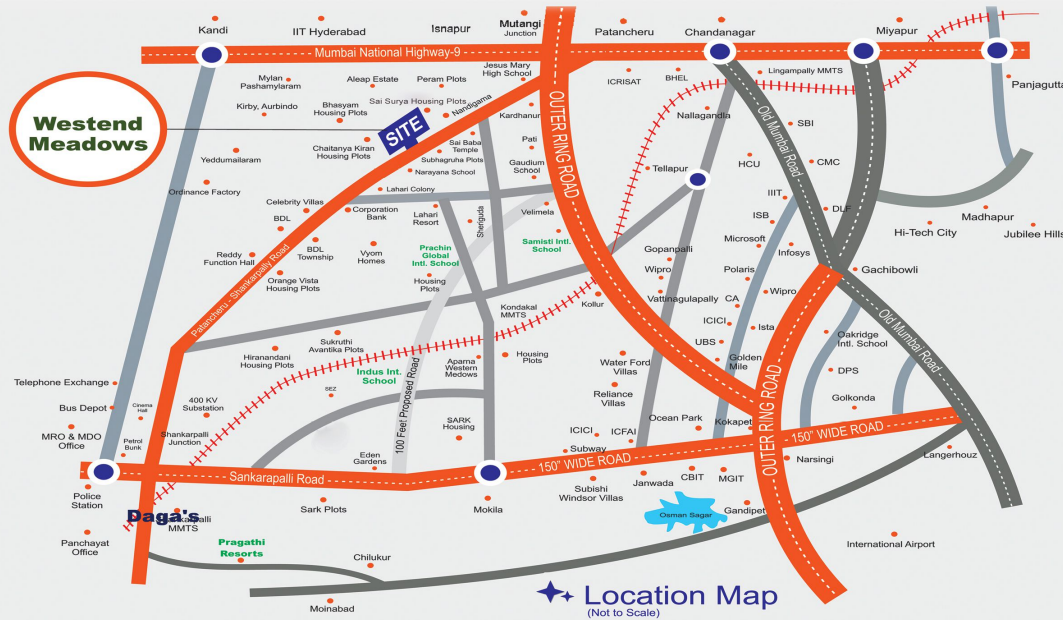 Kandi
IIT Hyderabad
Isnapur
Mutangi
Junction
Patancheru
Chandanagar
Miyapur
Mumbai National Highway-9
Panjagutta
Mylan
Pashamylaram
Aleap Estate
Peram Plots
Jesus Mary
High School
ICRISAT
BHEL
Lingampally MMTS
Kirby, Aurbindo
Bhasyam
Housing Plots
Sai Surya Housing Plots
Nandigama
Kardhanur
Nallagandla
Old Mumbai Road
SBI
Westend
Meadows
SITE
Chaitanya Kiran
Housing Plots
Sai Baba
Temple
Pati
OUTER RING ROAD
Yeddumailaram
Subhagruha Plots
Narayana School
Gaudium
School
Tellapur
HCU
CMC
Ordinance Factory
Lahari Colony
IIIT
Celebrity Villas
Corporation
Bank
Lahari
Resort
Sheriguda
Velimela
ISB
DLF
Madhapur
BDL
Hi-Tech City
Jubilee Hills
BDL
Township
Vyom
Homes
Prachin
Global
Intl. School
Samisti Intl.
School
Gopanpalli
Microsoft
Infosys
Reddy
Function Hall
Orange Vista
Housing Plots
Housing
Plots
Wipro
Polaris
Gachibowli
Patancheru - Shankarpally Road
Vattinagulapally
Wipro
Kollur
CA
Kondakal
MMTS
ICICI
Ista
Old Mumbai Road
Sukruthi
Avantika Plots
UBS
Oakridge
Intl. School
Hiranandani
Housing Plots
Aparna
Western
Medows
Housing
Plots
Water Ford
Villas
Golden
Mile
Indus Int.
School
DPS
Telephone Exchange
SEZ
Reliance
Villas
Golkonda
Bus Depot
Cinema
Hall
400 KV
Substation
100 Feet Proposed Road
SARK
Housing
Ocean Park
Kokapet
MRO & MDO
Office
Petrol
Bunk
Shankarpalli
Junction
ICICI
ICFAI
OUTER RING ROAD
150" WIDE ROAD
Eden
Gardens
Subway
Narsingi
Langerhouz
Sankarapalli Road
150" WIDE ROAD
Police
Station
Subishi
Windsor Villas
Janwada
CBIT
MGIT
Sark Plots
Mokila
Daga's
MMTS
Osman Sagar
Gandipet
Panchayat
Office
Pragathi
Resorts
Chilukur
International Airport
Moinabad
Location Map
(Not to Scale)